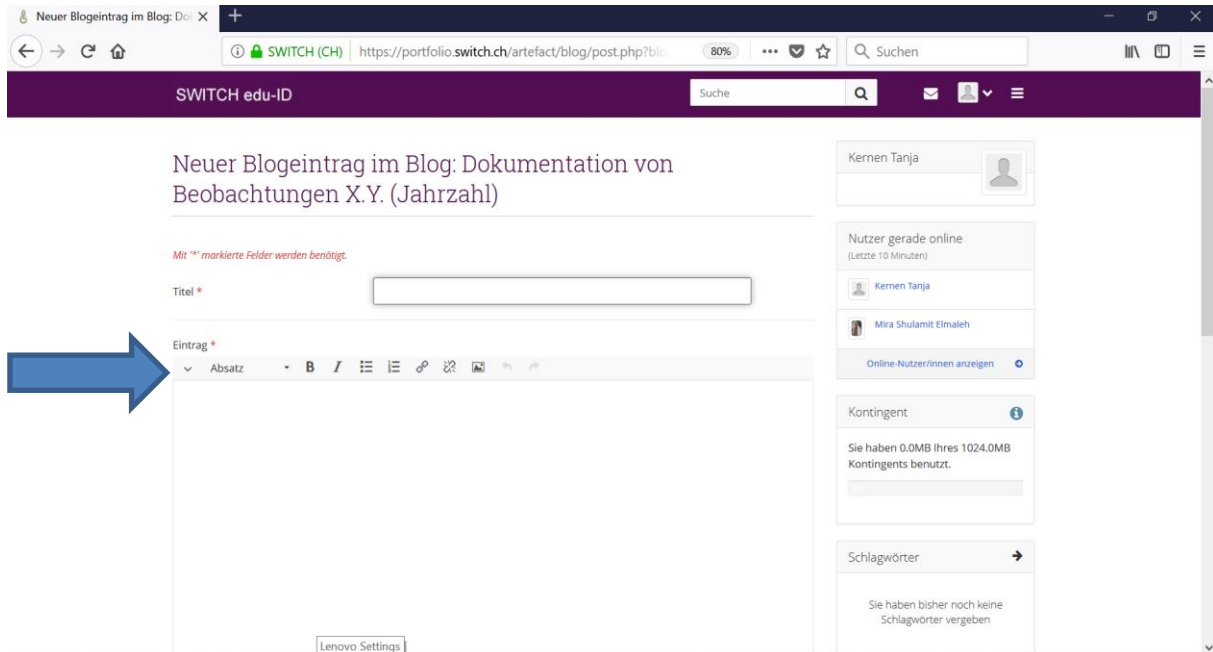 Neuer Blogeintrag im Blog: Do
SWITCH (CH) https://portfolio.switch.ch/artefact/blog/post.php?blo 80% Suchen
SWITCH edu-ID Suche
Neuer Blogeintrag im Blog: Dokumentation von
Beobachtungen X.Y. (Jahrzahl)
Mit "*" markierte Felder werden benötigt.
Titel *
Eintrag *
Absatz B I
Kernen Tanja
Nutzer gerade online
(Letzte 10 Minuten)
Kernen Tanja
Mira Shulamit Elmaleh
Online-Nutzer/innen anzeigen
Kontingent
Sie haben 0.0MB Ihres 1024.0MB
Kontingents benutzt.
Schlagwörter
Sie haben bisher noch keine
Schlagwörter vergeben
Lenovo Settings